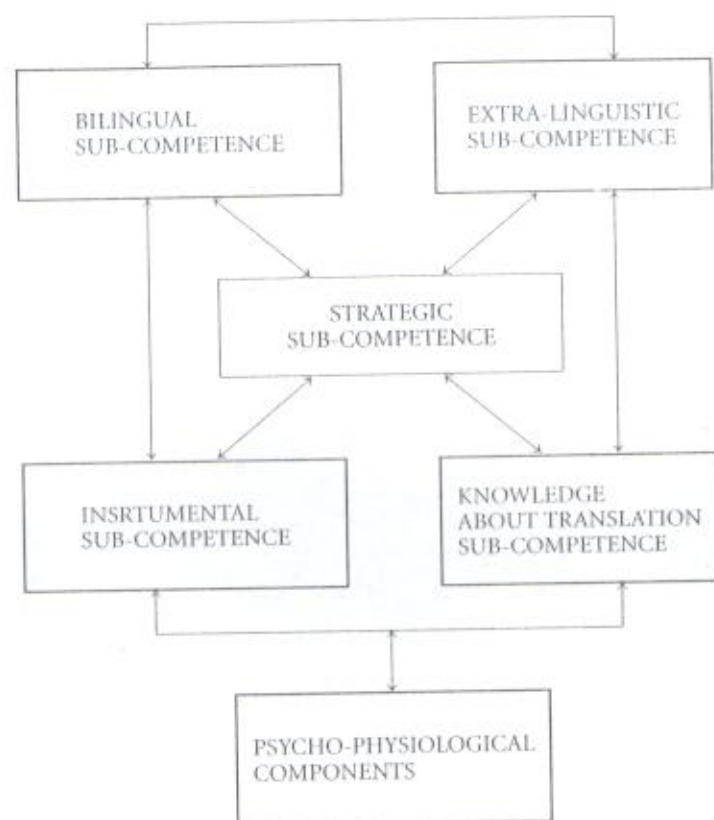 BILINGUAL
SUB-COMPETENCE
EXTRA-LINGUISTIC
SUB-COMPETENCE
STRATEGIC
SUB-COMPETENCE
INSRTUMENTAL
SUB-COMPETENCE
KNOWLEDGE
ABOUT TRANSLATION
SUB-COMPETENCE
PSYCHO-PHYSIOLOGICAL
COMPONENTS